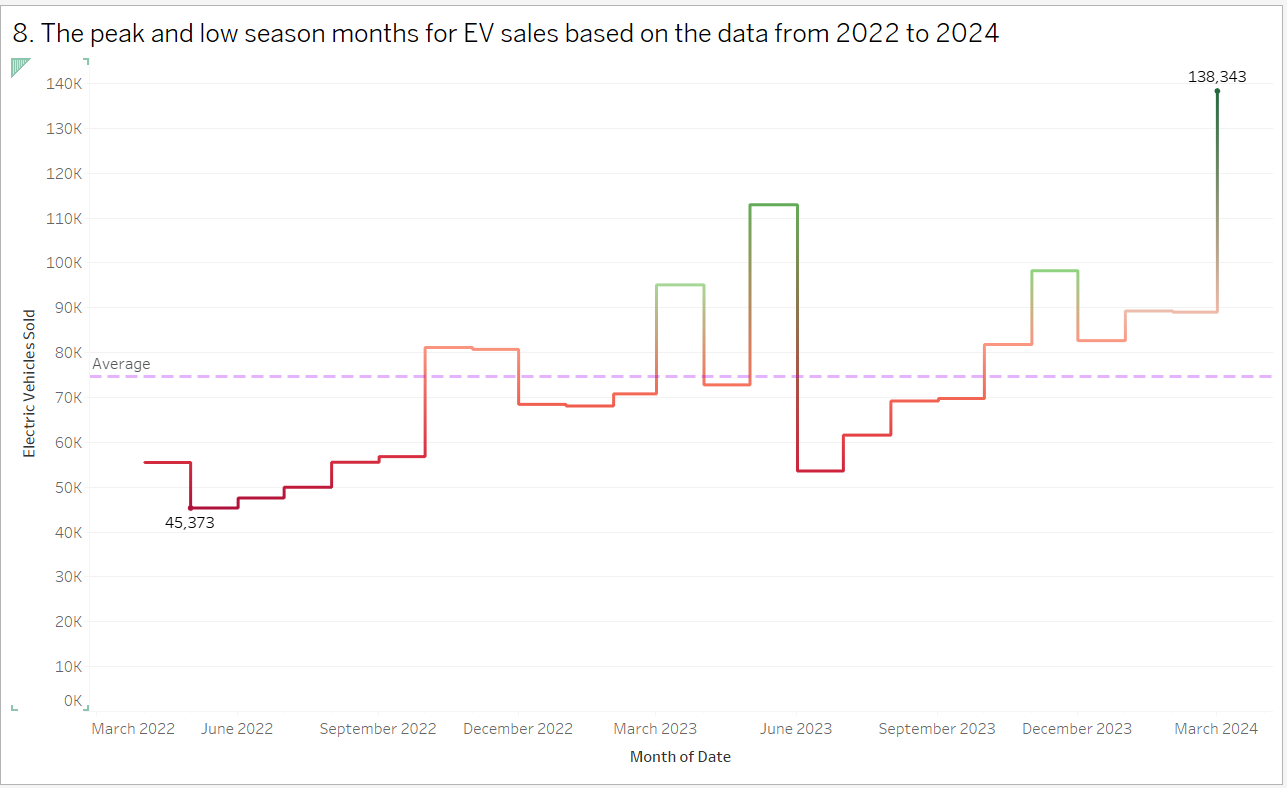 8. The peak and low season months for EV sales based on the data from 2022 to 2024
138,343
140K
130K
120K
110K
100K
90K
80K
Average
70K
60K
50K
45,373
40K
30K
20K
10K
0K
Electric Vehicles Sold
March 2022 June 2022 September 2022 December 2022 March 2023 June 2023 September 2023 December 2023 March 2024
Month of Date